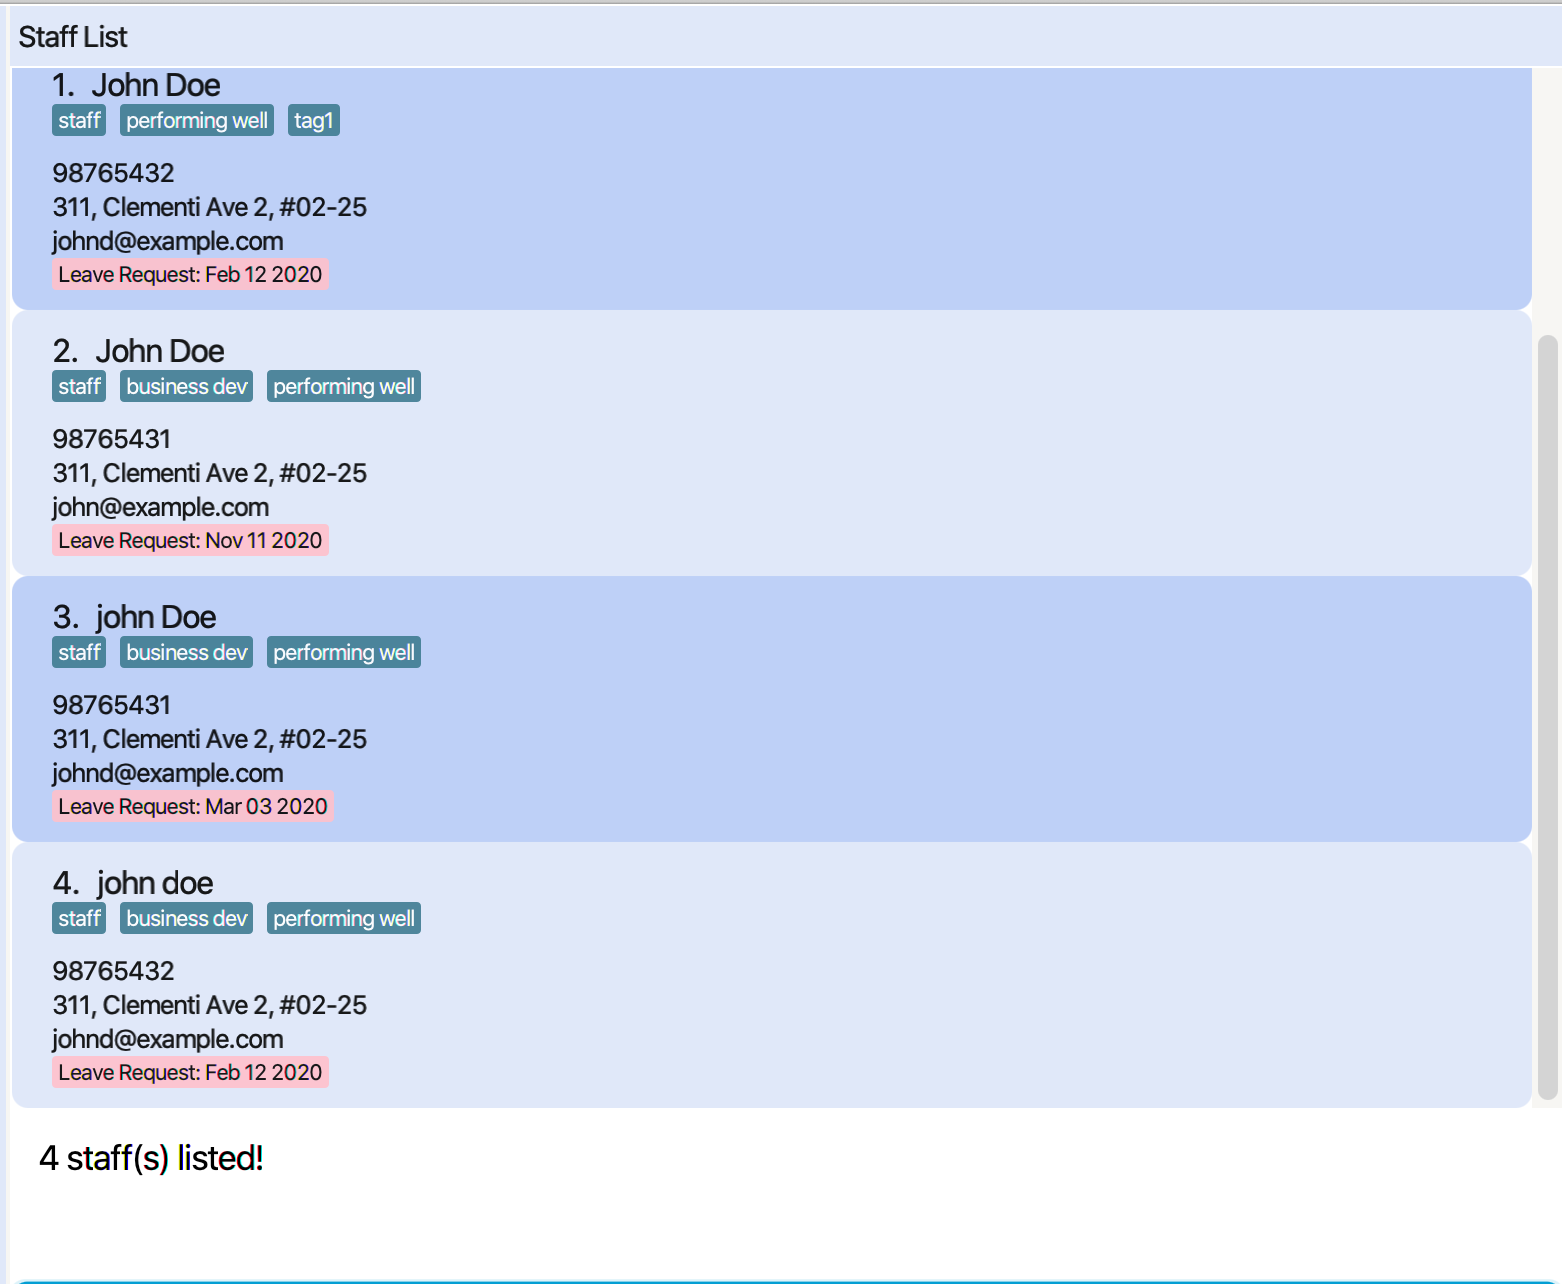 Staff List
1. John Doe
staff performing well tag1
98765432
311, Clementi Ave 2, #02-25
johnd@example.com
Leave Request: Feb 12 2020
2. John Doe
staff business dev performing well
98765431
311, Clementi Ave 2, #02-25
john@example.com
Leave Request: Nov 11 2020
3. john Doe
staff business dev performing well
98765431
311, Clementi Ave 2, #02-25
johnd@example.com
Leave Request: Mar 03 2020
4. john doe
staff business dev performing well
98765432
311, Clementi Ave 2, #02-25
johnd@example.com
Leave Request: Feb 12 2020
4 staff(s) listed!